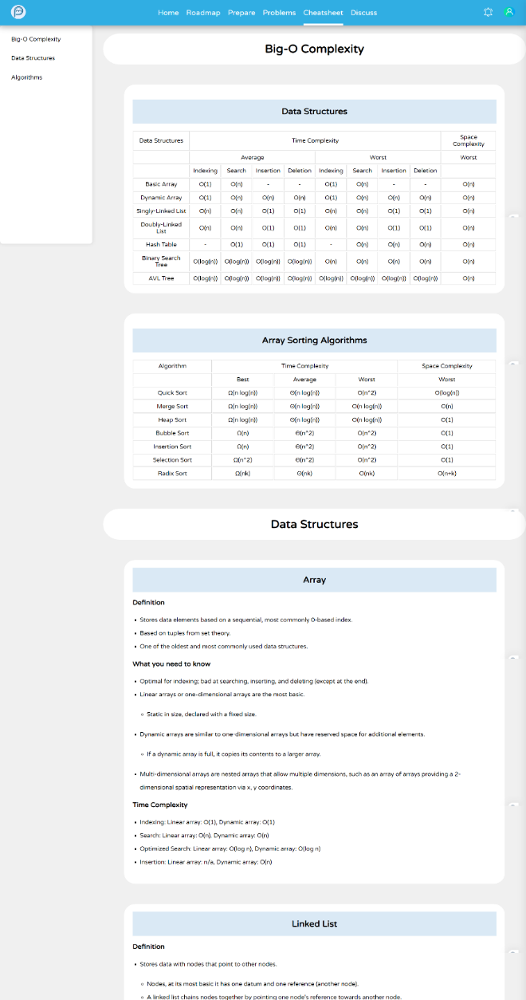 Home Roadmap Prepare Problems Cheatsheet Discuss
Big-O Complexity
Data Structures
Algorithms
Big-O Complexity
Data Structures
Data Structures Time Complexity Space Complexity
Average Worst Worst
Indexing Search Insertion Deletion Indexing Search Insertion Deletion
Basic Array O(1) O(n) - - O(1) O(n) - - O(n)
Dynamic Array O(1) O(n) O(n) O(n) O(1) O(n) O(n) O(n) O(n)
Singly-Linked List O(n) O(n) O(1) O(1) O(n) O(n) O(1) O(1) O(n)
Doubly-Linked List O(n) O(n) O(1) O(1) O(n) O(n) O(1) O(1) O(n)
Hash Table - O(1) O(1) O(1) - O(n) O(n) O(n) O(n)
Binary Search Tree O(log(n)) O(log(n)) O(log(n)) O(log(n)) O(n) O(n) O(n) O(n) O(n)
AVL Tree O(log(n)) O(log(n)) O(log(n)) O(log(n)) O(log(n)) O(log(n)) O(log(n)) O(log(n)) O(n)
Array Sorting Algorithms
Algorithm Time Complexity Space Complexity
Best Average Worst Worst
Quick Sort Ω(n log(n)) Θ(n log(n)) O(n^2) O(log(n))
Merge Sort Ω(n log(n)) Θ(n log(n)) O(n log(n)) O(n)
Heap Sort Ω(n log(n)) Θ(n log(n)) O(n log(n)) O(1)
Bubble Sort Ω(n) Θ(n^2) O(n^2) O(1)
Insertion Sort Ω(n) Θ(n^2) O(n^2) O(1)
Selection Sort Ω(n^2) Θ(n^2) O(n^2) O(1)
Radix Sort Ω(nk) Θ(nk) O(nk) O(n+k)
Data Structures
Array
Definition
• Stores data elements based on a sequential, most commonly 0-based index.
• Based on tuples from set theory.
• One of the oldest and most commonly used data structures.
What you need to know
• Optimal for indexing; bad at searching, inserting, and deleting (except at the end).
• Linear arrays or one-dimensional arrays are the most basic.
◦ Static in size, declared with a fixed size.
• Dynamic arrays are similar to one-dimensional arrays but have reserved space for additional elements.
◦ If a dynamic array is full, it copies its contents to a larger array.
• Multi-dimensional arrays are nested arrays that allow multiple dimensions, such as an array of arrays providing a 2-
dimensional spatial representation via x, y coordinates.
Time Complexity
• Indexing: Linear array: O(1), Dynamic array: O(1)
• Search: Linear array: O(n), Dynamic array: O(n)
• Optimized Search: Linear array: O(log n), Dynamic array: O(log n)
• Insertion: Linear array: n/a, Dynamic array: O(n)
Linked List
Definition
• Stores data with nodes that point to other nodes.
◦ Nodes, at its most basic it has one datum and one reference (another node).
◦ A linked list chains nodes together by pointing one node's reference towards another node.